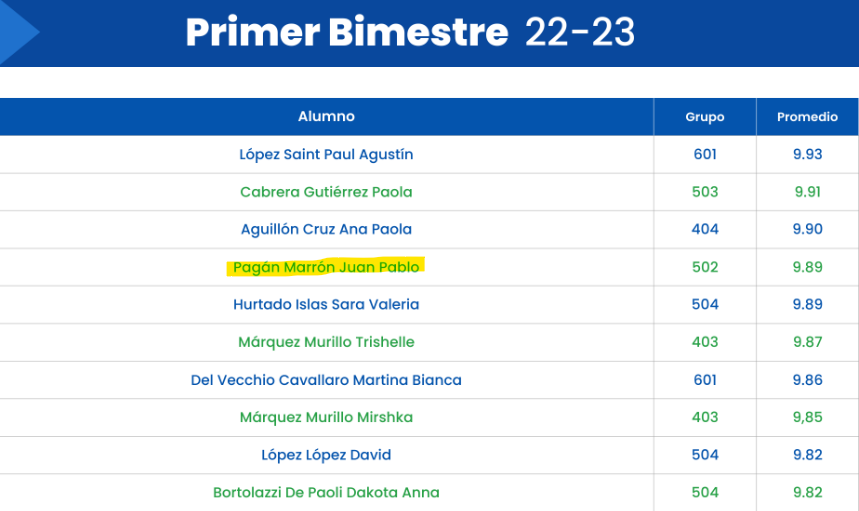 Primer Bimestre 22-23
Alumno Grupo Promedio
López Saint Paul Agustín 601 9.93
Cabrera Gutiérrez Paola 503 9.91
Aguillón Cruz Ana Paola 404 9.90
Pagán Marrón Juan Pablo 502 9.89
Hurtado Islas Sara Valeria 504 9.89
Márquez Murillo Trishelle 403 9.87
Del Vecchio Cavallaro Martina Bianca 601 9.86
Márquez Murillo Mirshka 403 9,85
López López David 504 9.82
Bortolazzi De Paoli Dakota Anna 504 9.82